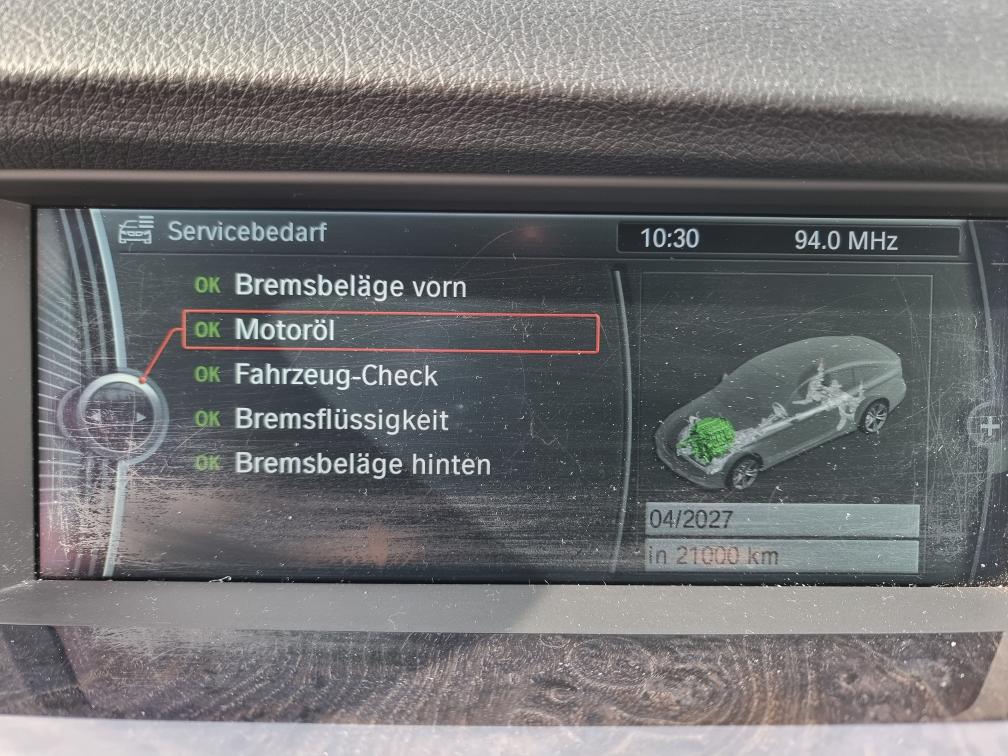 Servicebedarf
10:30
94.0 MHz
OK Bremsbeläge vorn
OK Motoröl
OK Fahrzeug-Check
OK Bremsflüssigkeit
OK Bremsbeläge hinten
04/2027
in 21000 km